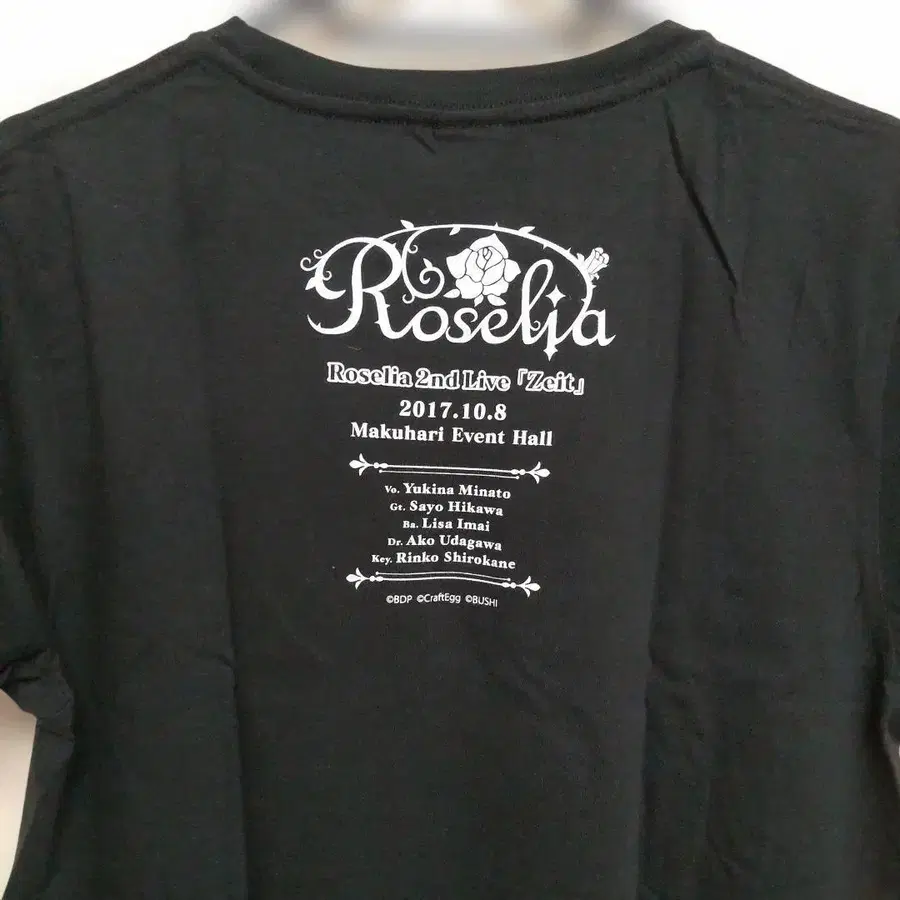 Roselia
Roselia 2nd Live「Zeit」
2017.10.8
Makuhari Event Hall
Vo. Yukina Minato
Gt. Sayo Hikawa
Ba. Lisa Imai
Dr. Ako Udagawa
Key. Rinko Shirokane
©BDP ©CraftEgg ©BUSHI